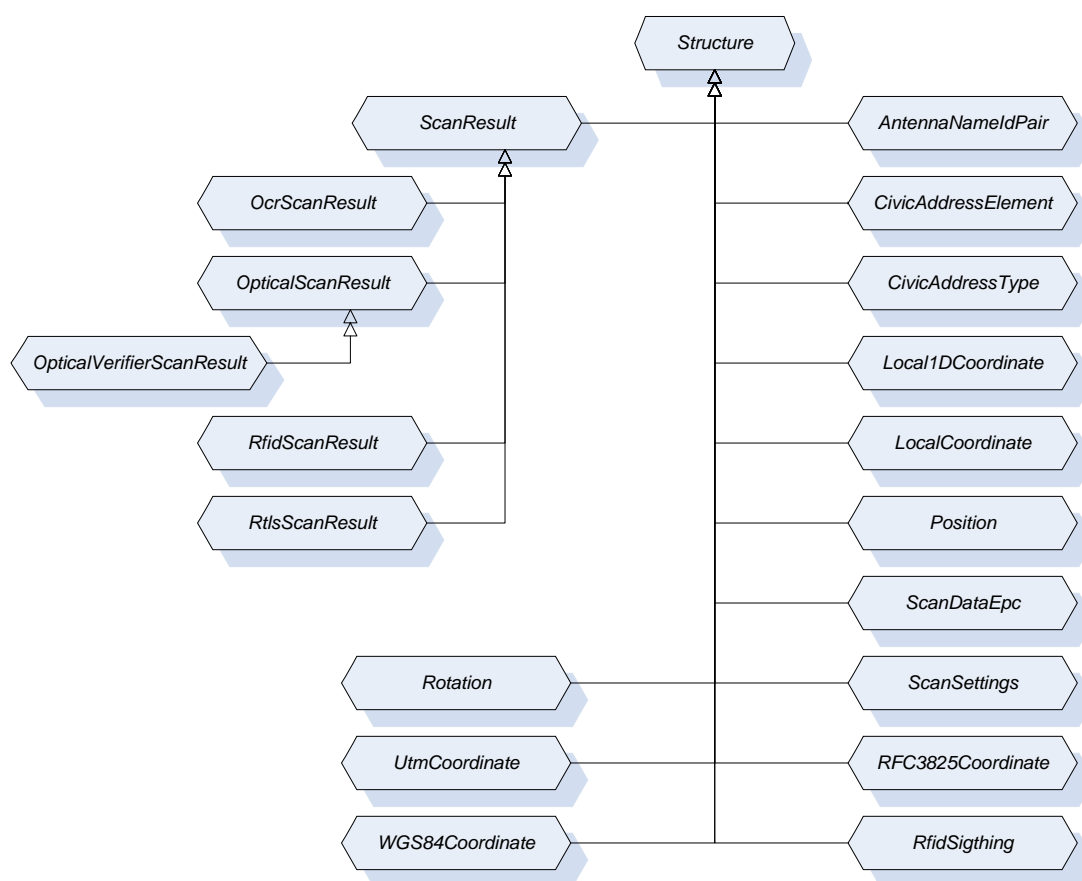 Structure
ScanResult
AntennaNameIdPair
OcrScanResult
CivicAddressElement
OpticalScanResult
CivicAddressType
OpticalVerifierScanResult
Local1DCoordinate
RfidScanResult
LocalCoordinate
RtlsScanResult
Position
ScanDataEpc
Rotation
ScanSettings
UtmCoordinate
RFC3825Coordinate
WGS84Coordinate
RfidSigthing